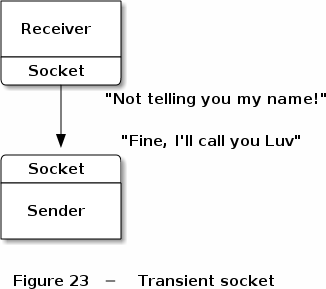 Receiver
Socket
"Not telling you my name!"
"Fine, I'll call you Luv"
Socket
Sender
Figure 23 – Transient socket